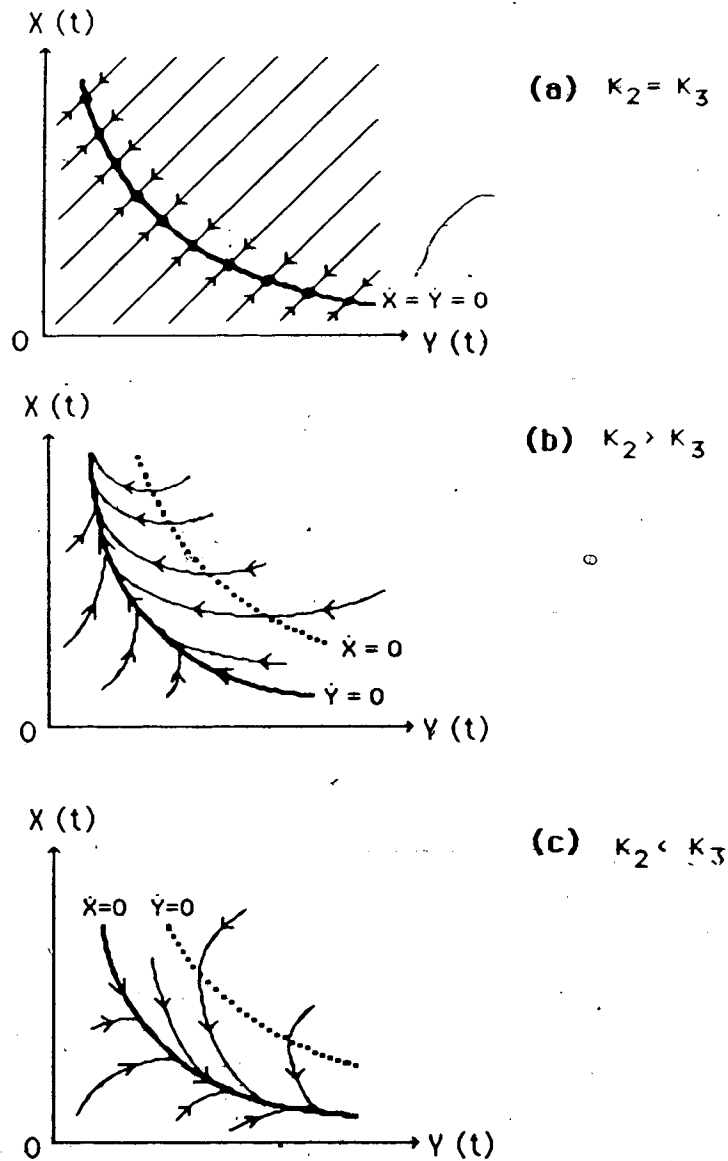 X (t)
(a) K₂ = K₃
Ẋ = Ẏ = 0
0
Y (t)
X (t)
(b) K₂ > K₃
Ẋ = 0
Ẏ = 0
0
Y (t)
X (t)
(c) K₂ < K₃
Ẋ=0 Ẏ=0
0
Y (t)